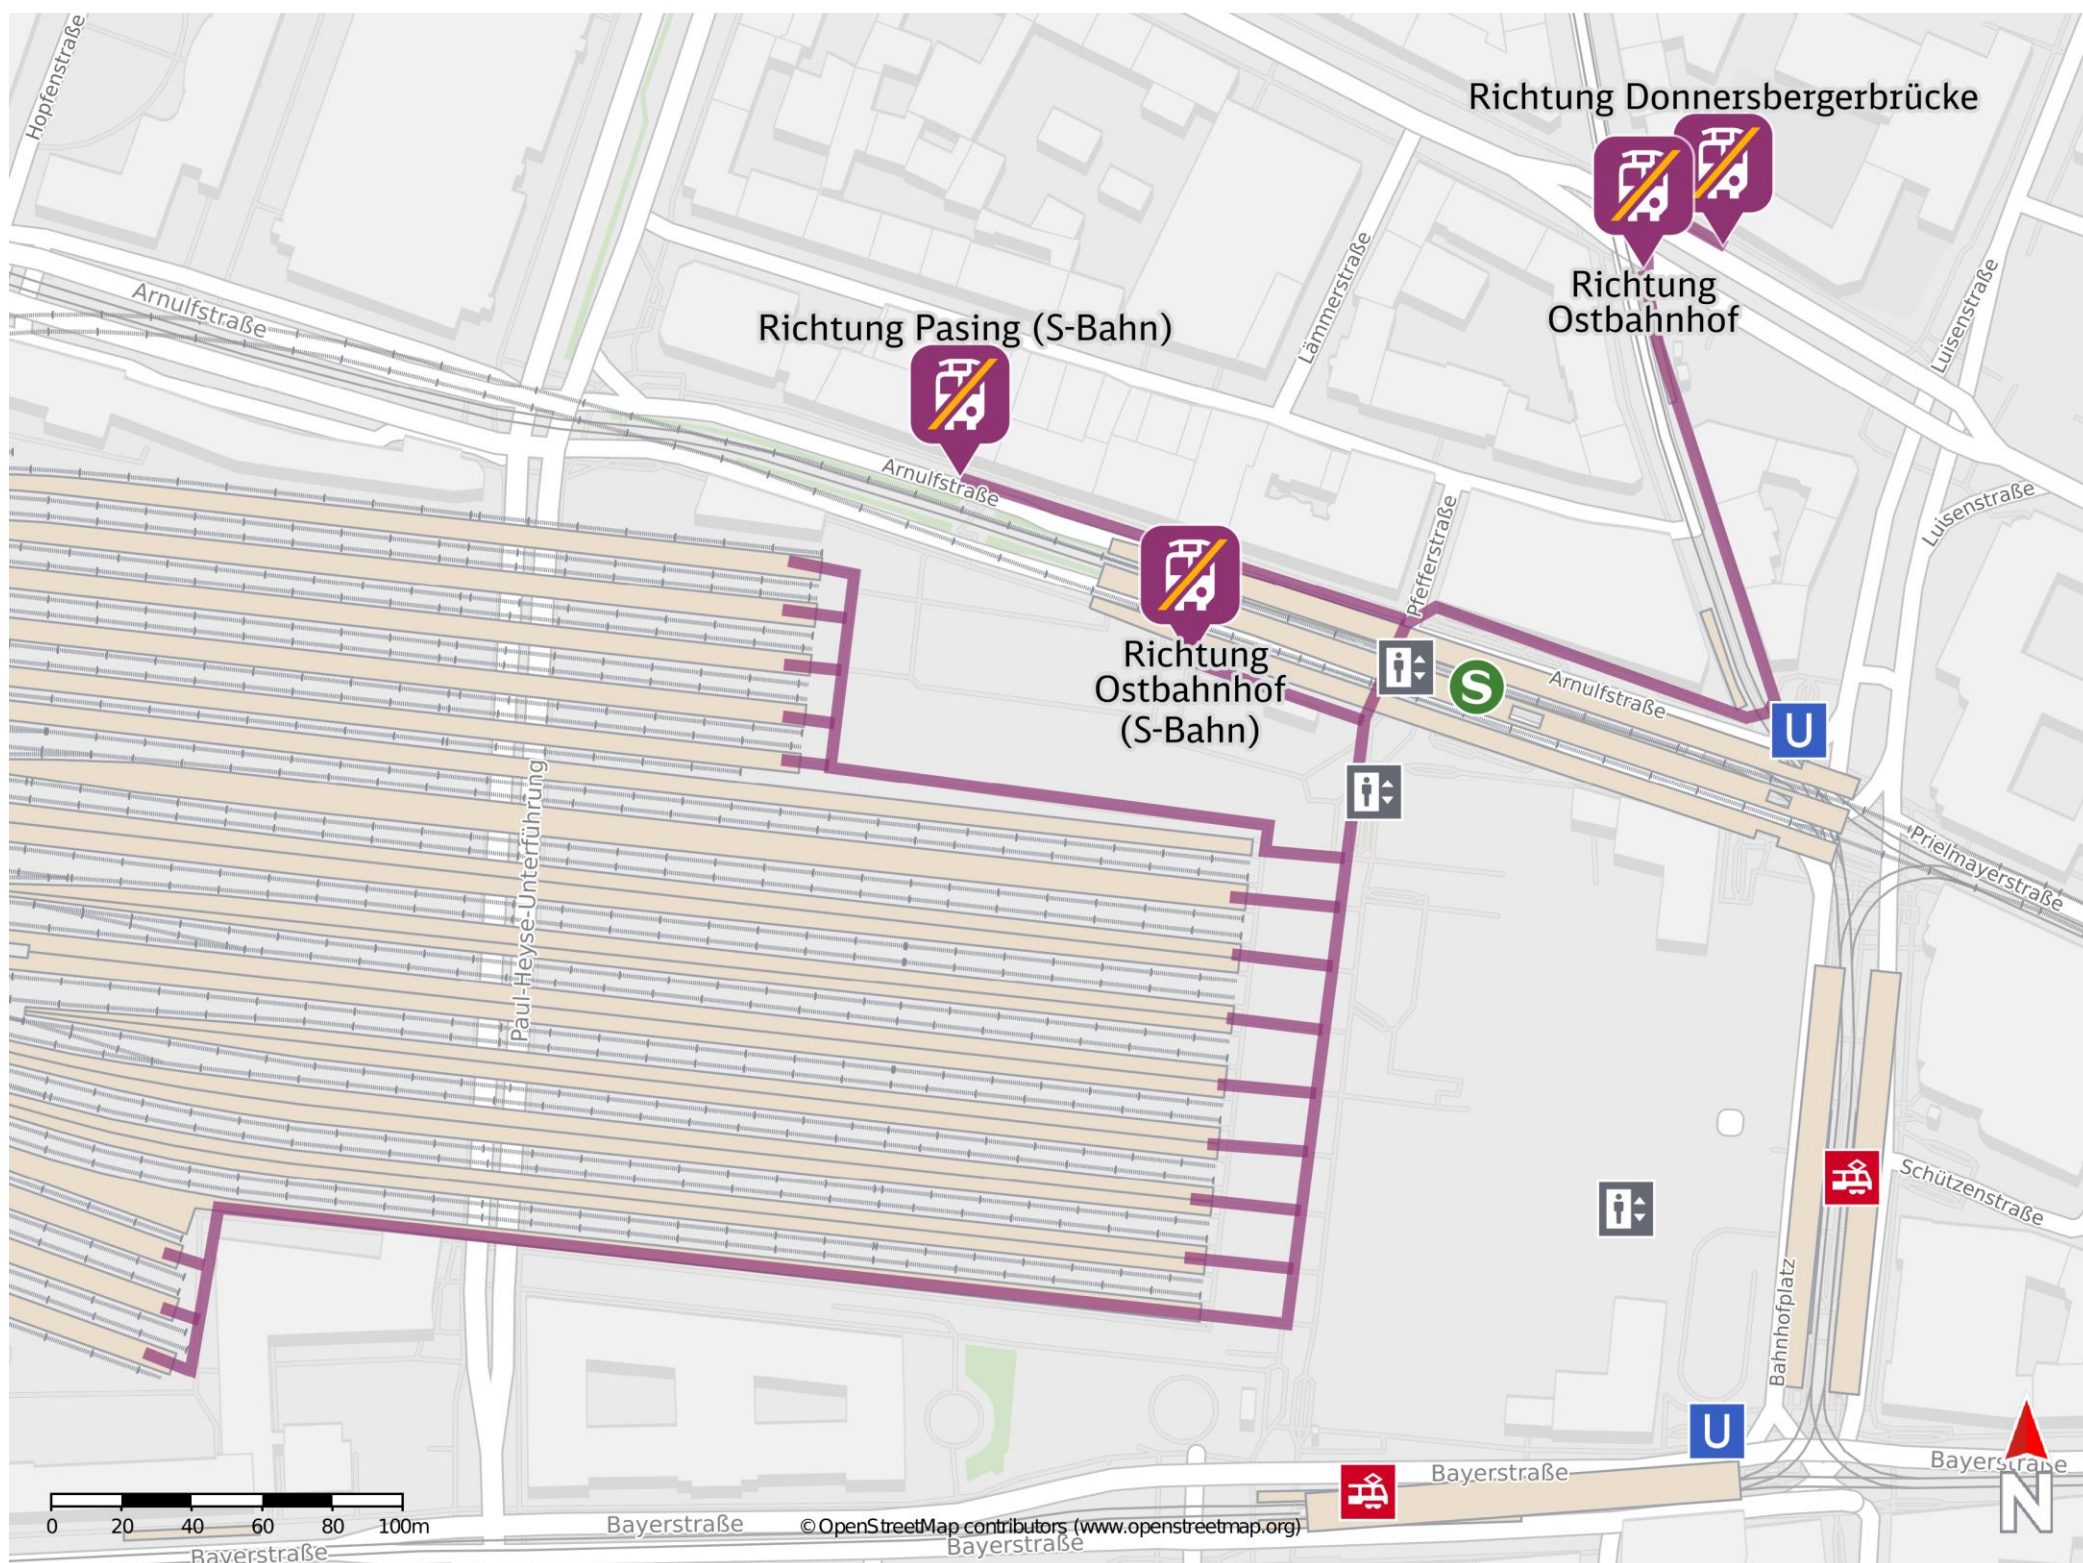 Hopfenstraße
Richtung Donnersbergerbrücke
Richtung
Ostbahnhof
Luisenstraße
Lämmerstraße
Arnulfstraße
Richtung Pasing (S-Bahn)
Arnulfstraße
Luisenstraße
Pfefferstraße
Richtung
Ostbahnhof
(S-Bahn)
S
Arnulfstraße
U
Paul-Heyse-Unterführung
Prielmayerstraße
Schützenstraße
Bahnhofplatz
U
Bayerstraße
Bayerstraße
N
0 20 40 60 80 100m
Bayerstraße
© OpenStreetMap contributors (www.openstreetmap.org)
Bayerstraße
Bayerstraße